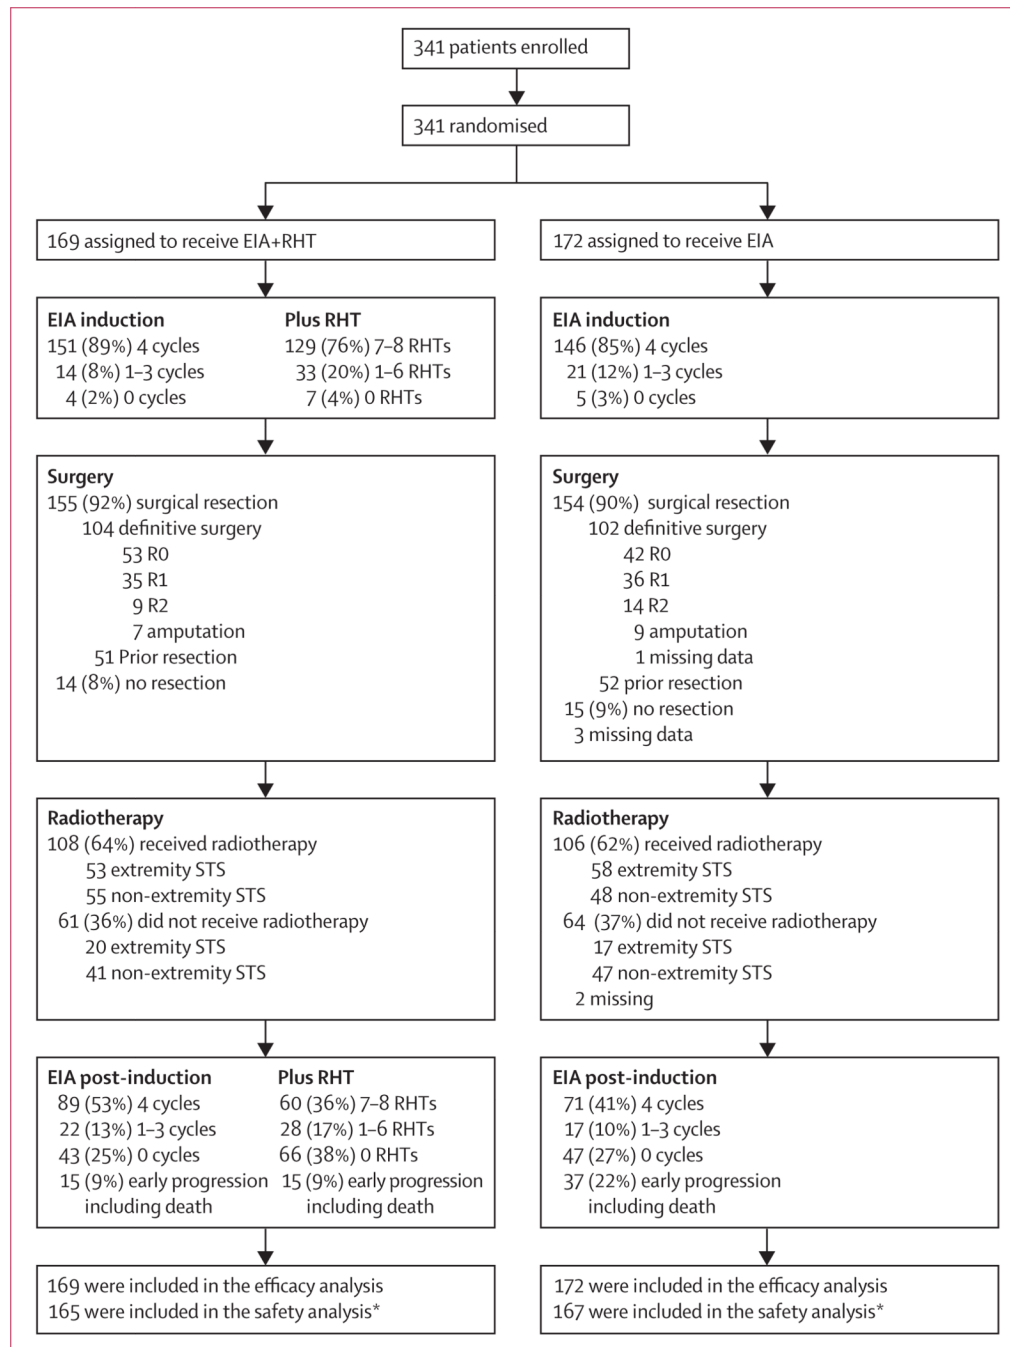 341 patients enrolled
341 randomised
169 assigned to receive EIA+RHT
EIA induction
151 (89%) 4 cycles
14 (8%) 1–3 cycles
4 (2%) 0 cycles
Plus RHT
129 (76%) 7–8 RHTs
33 (20%) 1–6 RHTs
7 (4%) 0 RHTs
Surgery
155 (92%) surgical resection
104 definitive surgery
53 R0
35 R1
9 R2
7 amputation
51 Prior resection
14 (8%) no resection
Radiotherapy
108 (64%) received radiotherapy
53 extremity STS
55 non-extremity STS
61 (36%) did not receive radiotherapy
20 extremity STS
41 non-extremity STS
EIA post-induction
89 (53%) 4 cycles
22 (13%) 1–3 cycles
43 (25%) 0 cycles
15 (9%) early progression
including death
Plus RHT
60 (36%) 7–8 RHTs
28 (17%) 1–6 RHTs
66 (38%) 0 RHTs
15 (9%) early progression
including death
169 were included in the efficacy analysis
165 were included in the safety analysis*
172 assigned to receive EIA
EIA induction
146 (85%) 4 cycles
21 (12%) 1–3 cycles
5 (3%) 0 cycles
Surgery
154 (90%) surgical resection
102 definitive surgery
42 R0
36 R1
14 R2
9 amputation
1 missing data
52 prior resection
15 (9%) no resection
3 missing data
Radiotherapy
106 (62%) received radiotherapy
58 extremity STS
48 non-extremity STS
64 (37%) did not receive radiotherapy
17 extremity STS
47 non-extremity STS
2 missing
EIA post-induction
71 (41%) 4 cycles
17 (10%) 1–3 cycles
47 (27%) 0 cycles
37 (22%) early progression
including death
172 were included in the efficacy analysis
167 were included in the safety analysis*